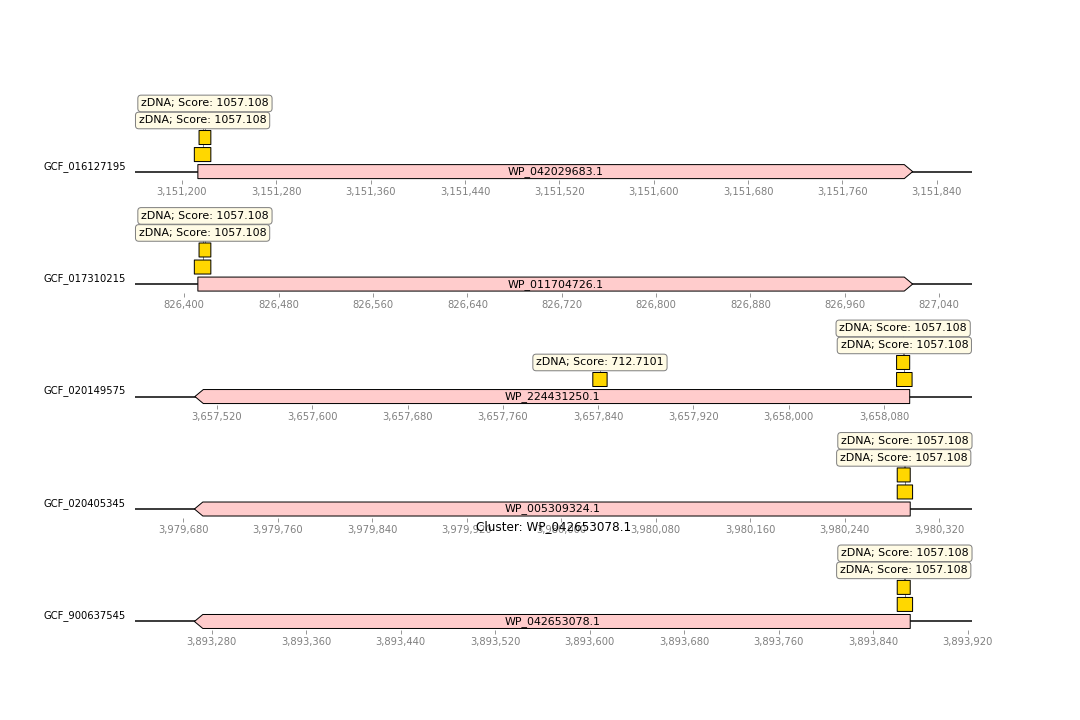 zDNA; Score: 1057.108
zDNA; Score: 1057.108
GCF_016127195
WP_042029683.1
3,151,200 3,151,280 3,151,360 3,151,440 3,151,520 3,151,600 3,151,680 3,151,760 3,151,840
zDNA; Score: 1057.108
zDNA; Score: 1057.108
GCF_017310215
WP_011704726.1
826,400 826,480 826,560 826,640 826,720 826,800 826,880 826,960 827,040
zDNA; Score: 1057.108
zDNA; Score: 1057.108
zDNA; Score: 712.7101
GCF_020149575
WP_224431250.1
3,657,520 3,657,600 3,657,680 3,657,760 3,657,840 3,657,920 3,658,000 3,658,080
zDNA; Score: 1057.108
zDNA; Score: 1057.108
GCF_020405345
WP_005309324.1
3,979,680 3,979,760 3,979,840 3,979,920 3,980,000 3,980,080 3,980,160 3,980,240 3,980,320
Cluster: WP_042653078.1
zDNA; Score: 1057.108
zDNA; Score: 1057.108
GCF_900637545
WP_042653078.1
3,893,280 3,893,360 3,893,440 3,893,520 3,893,600 3,893,680 3,893,760 3,893,840 3,893,920